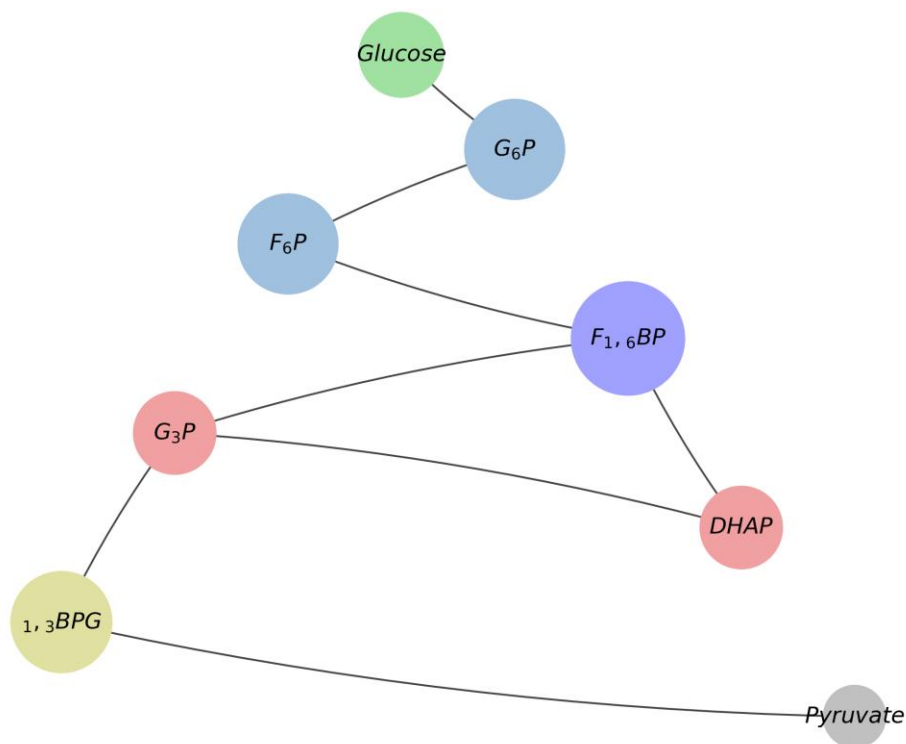 Glucose
G₆P
F₆P
F₁,₆BP
G₃P
DHAP
₁,₃BPG
Pyruvate